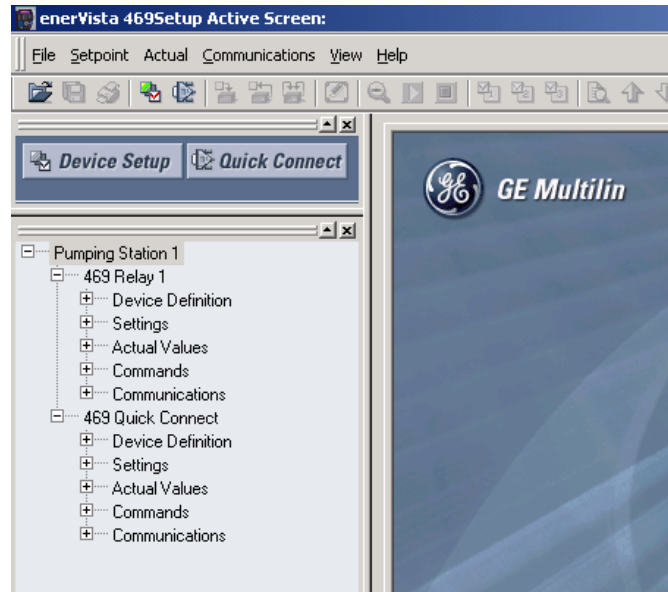 enerVista 469Setup Active Screen:
File Setpoint Actual Communications View Help
Device Setup Quick Connect
GE GE Multilin
Pumping Station 1
469 Relay 1
Device Definition
Settings
Actual Values
Commands
Communications
469 Quick Connect
Device Definition
Settings
Actual Values
Commands
Communications